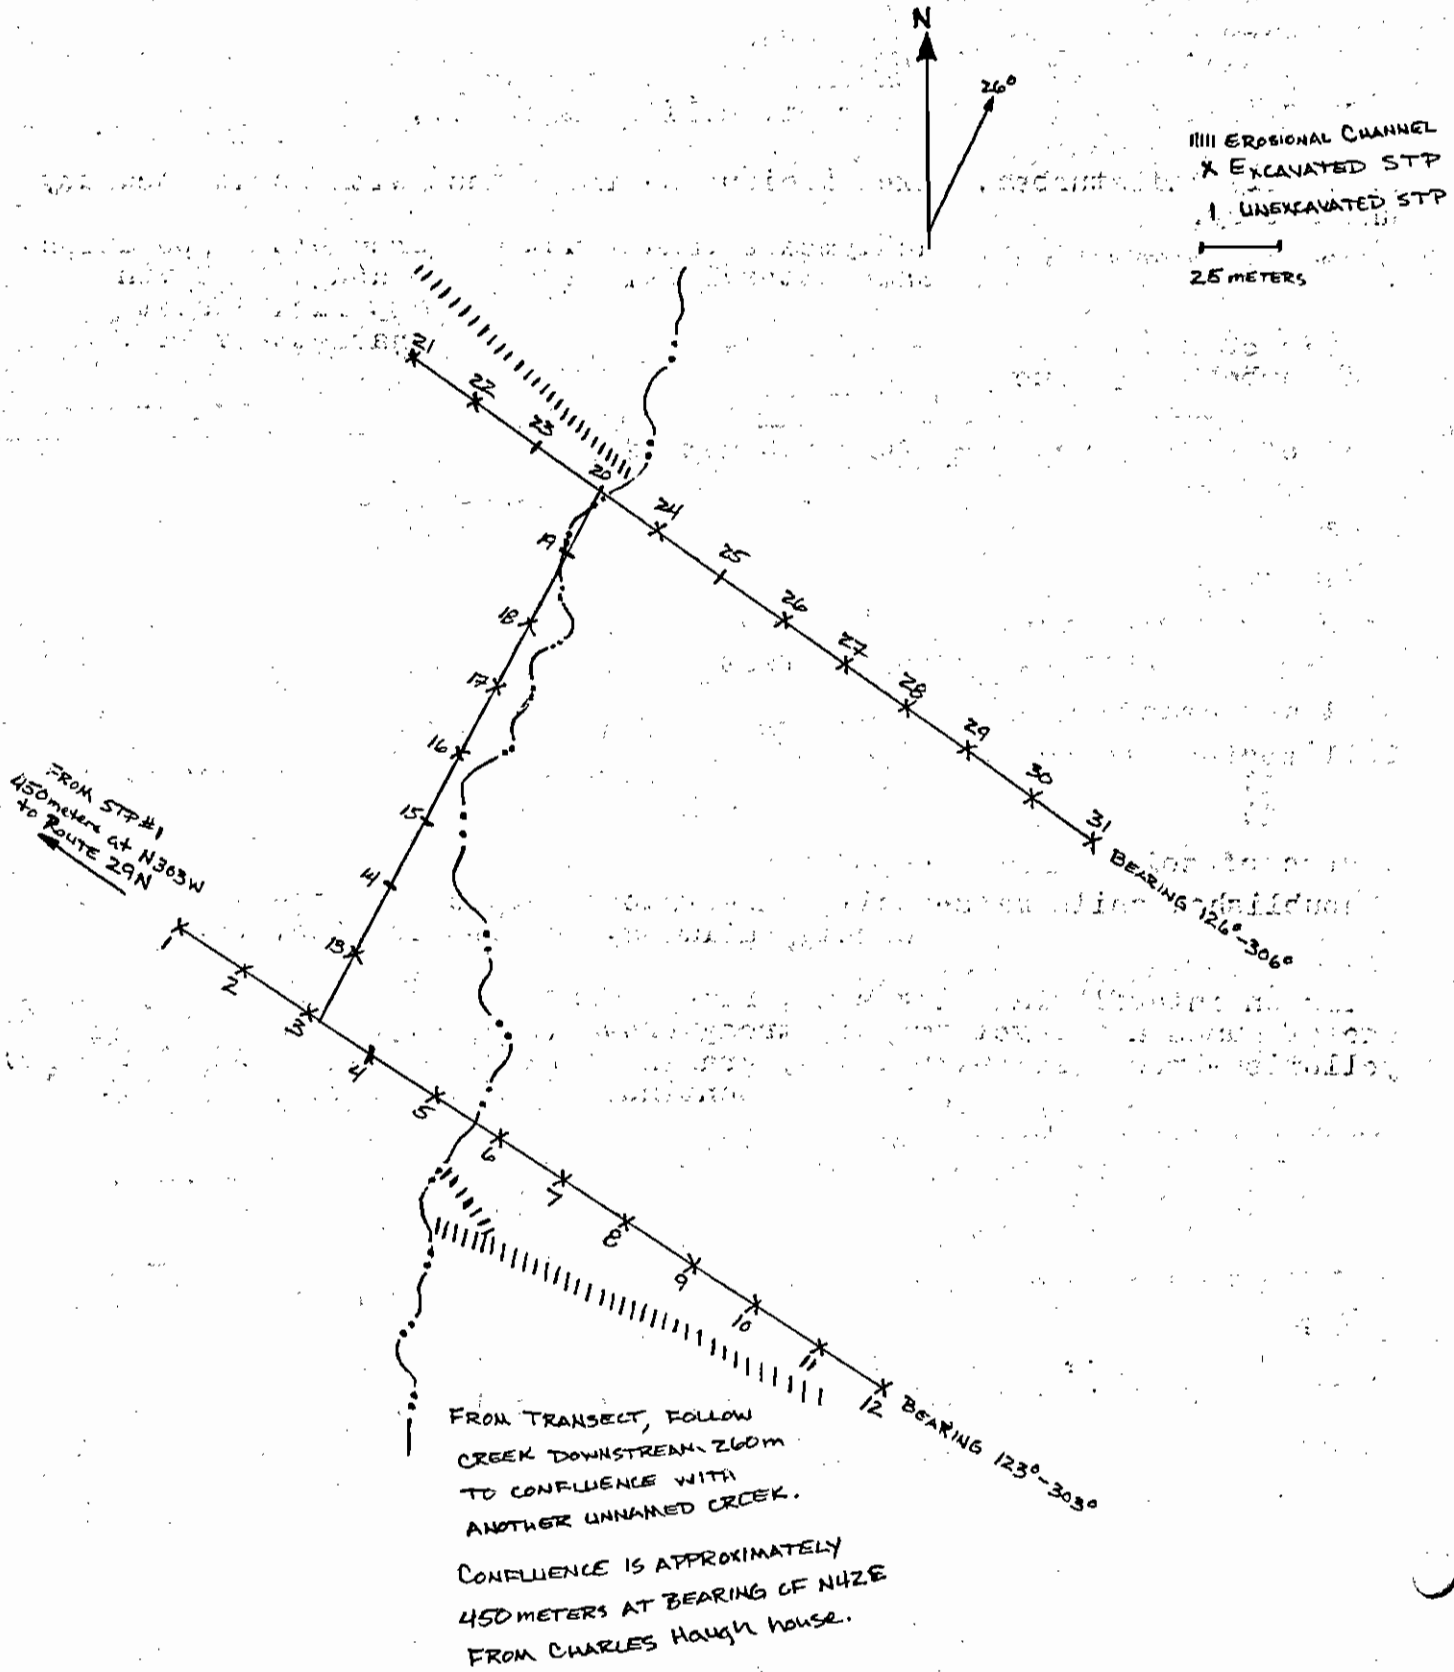 N
26°
EROSIONAL CHANNEL
X EXCAVATED STP
I UNEXCAVATED STP
25 METERS
21
22
23
20
24
25
26
27
28
29
30
31
BEARING 126°-306°
19
18
17
16
15
14
13
FROM STP#1
450 meters at N303W
to ROUTE 29N
1
2
3
4
5
6
7
8
9
10
11
12
BEARING 123°-303°
FROM TRANSECT, FOLLOW
CREEK DOWNSTREAM 260m
TO CONFLUENCE WITH
ANOTHER UNNAMED CREEK.
CONFLUENCE IS APPROXIMATELY
450 METERS AT BEARING OF N42E
FROM CHARLES Haugh house.